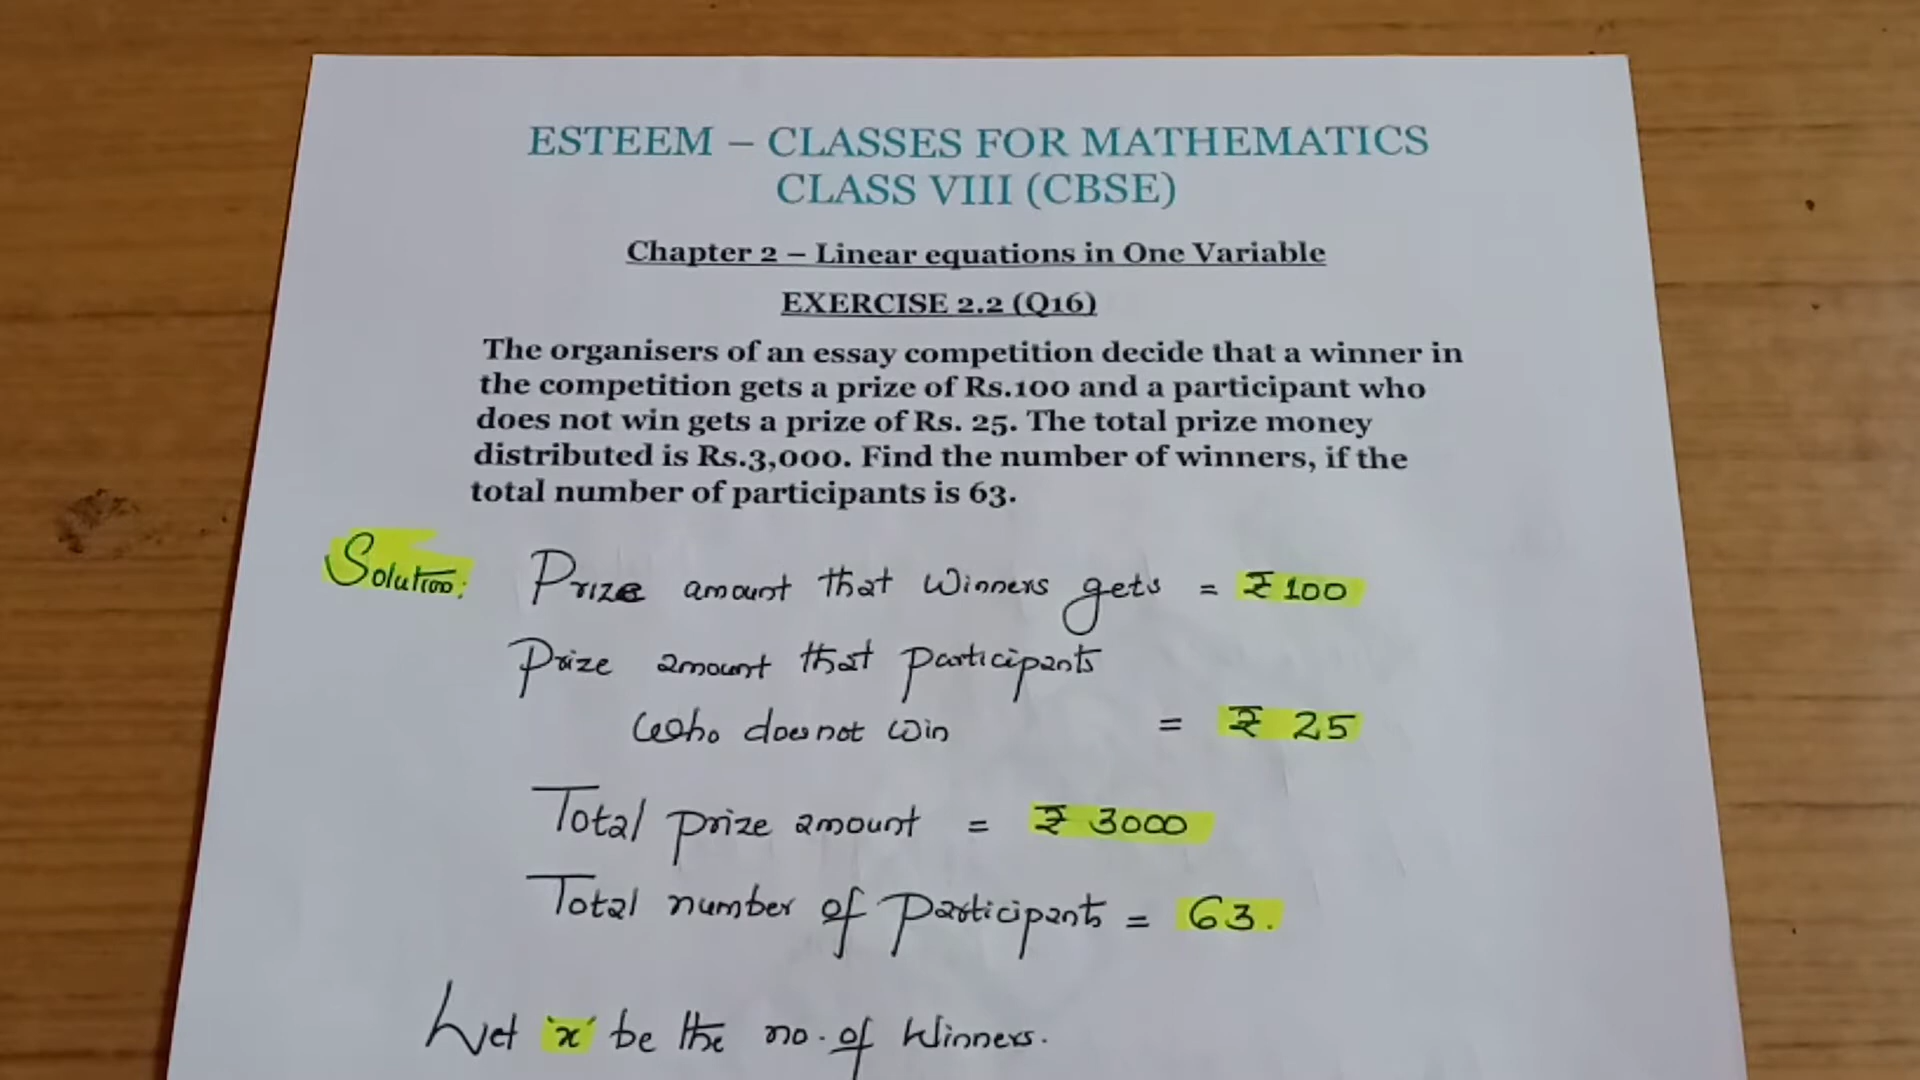 ESTEEM – CLASSES FOR MATHEMATICS
CLASS VIII (CBSE)
Chapter 2 – Linear equations in One Variable
EXERCISE 2.2 (Q16)
The organisers of an essay competition decide that a winner in
the competition gets a prize of Rs.100 and a participant who
does not win gets a prize of Rs. 25. The total prize money
distributed is Rs.3,000. Find the number of winners, if the
total number of participants is 63.
Solution: Prize amount that Winners gets = ₹ 100
Prize amount that participants
who does not win = ₹ 25
Total prize amount = ₹ 3000
Total number of Participants = 63.
Let 'x' be the no. of Winners.